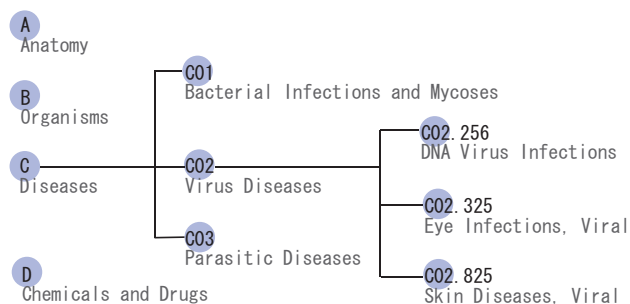 A
Anatomy
B
Organisms
C
Diseases
D
Chemicals and Drugs
C01
Bacterial Infections and Mycoses
C02
Virus Diseases
C03
Parasitic Diseases
C02.256
DNA Virus Infections
C02.325
Eye Infections, Viral
C02.825
Skin Diseases, Viral